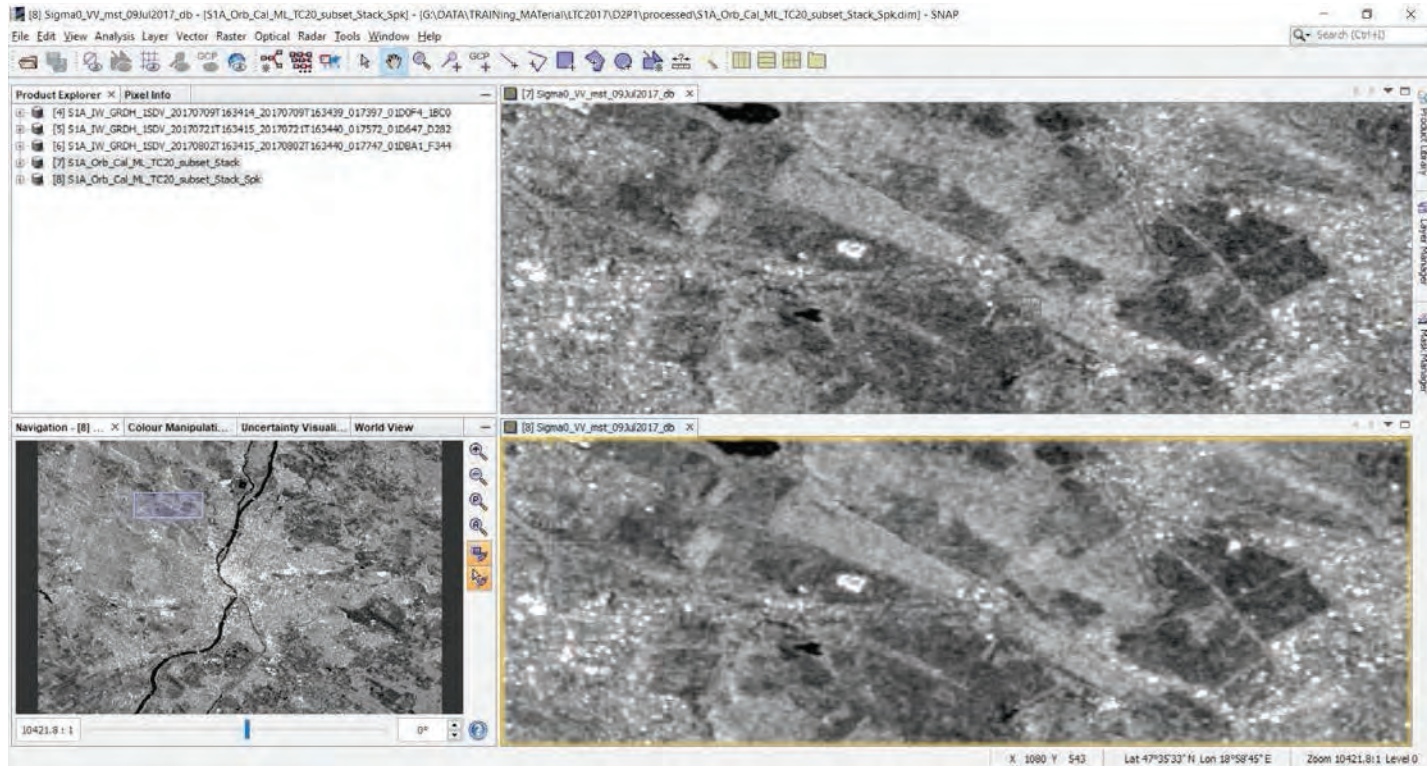 [8] Sigma0_VV_mst_09Jul2017_db - [S1A_Orb_Cal_ML_TC20_subset_Stack_Spk] - [G:\DATA\TRAINing_MATerial\LTC2017\D2P1\processed\S1A_Orb_Cal_ML_TC20_subset_Stack_Spk.dim] - SNAP
File Edit View Analysis Layer Vector Raster Optical Radar Tools Window Help
Search (Ctrl+I)
GCP GCP
Product Explorer Pixel Info
[4] S1A_IW_GRDH_1SDV_20170709T163414_20170709T163439_017397_01D0F4_1BC0
[5] S1A_IW_GRDH_1SDV_20170721T163415_20170721T163440_017572_01D647_D282
[6] S1A_IW_GRDH_1SDV_20170802T163415_20170802T163440_017747_01DBA1_F344
[7] S1A_Orb_Cal_ML_TC20_subset_Stack
[8] S1A_Orb_Cal_ML_TC20_subset_Stack_Spk
[7] Sigma0_VV_mst_09Jul2017_db
Product Library
Layer Manager
Mask Manager
Navigation - [8] ... Colour Manipulati... Uncertainty Visuali... World View
[8] Sigma0_VV_mst_09Jul2017_db
10421.8 : 1
0°
X 1080 Y 543 Lat 47°35'33" N Lon 18°58'45" E Zoom 10421.8:1 Level 0